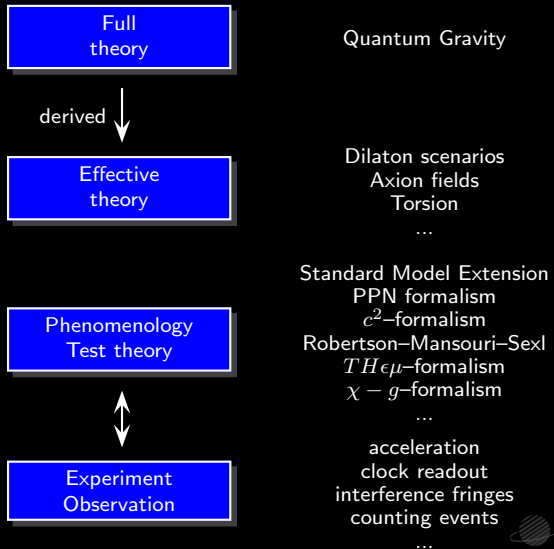 Full
theory
Quantum Gravity
derived
Effective
theory
Dilaton scenarios
Axion fields
Torsion
...
Phenomenology
Test theory
Standard Model Extension
PPN formalism
c²–formalism
Robertson–Mansouri–Sexl
THϵμ–formalism
χ − g–formalism
...
Experiment
Observation
acceleration
clock readout
interference fringes
counting events
...